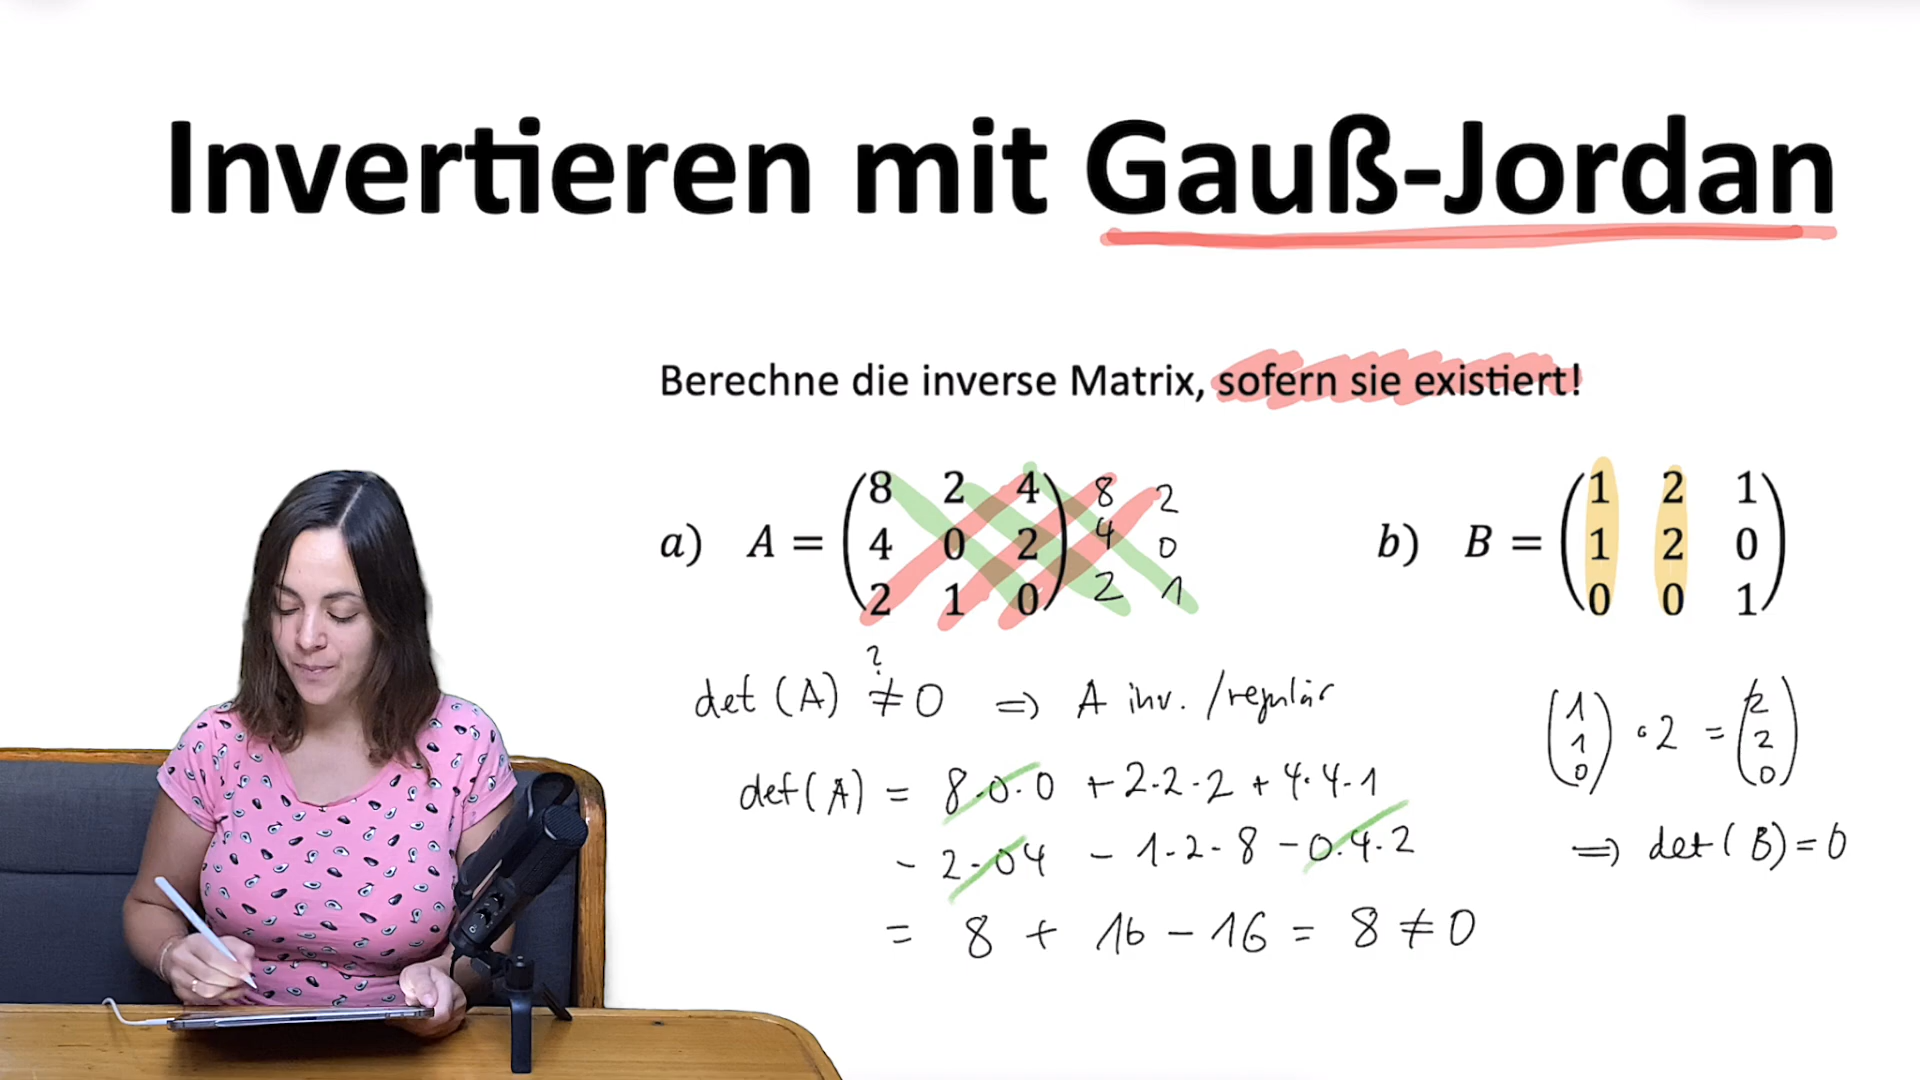 Invertieren mit Gauß-Jordan
Berechne die inverse Matrix, sofern sie existiert!
a) A = (8 2 4) 8 2
(4 0 2) 4 0
(2 1 0) 2 1
b) B = (1 2 1)
(1 2 0)
(0 0 1)
?
det (A) ≠ 0 ⇒ A inv. / regulär
det (A) = 8·0·0 + 2·2·2 + 4·4·1
- 2·04 - 1·2·8 - 0·4·2
= 8 + 16 - 16 = 8 ≠ 0
(1) · 2 = (2)
(1) (2)
(0) (0)
⇒ det (B) = 0